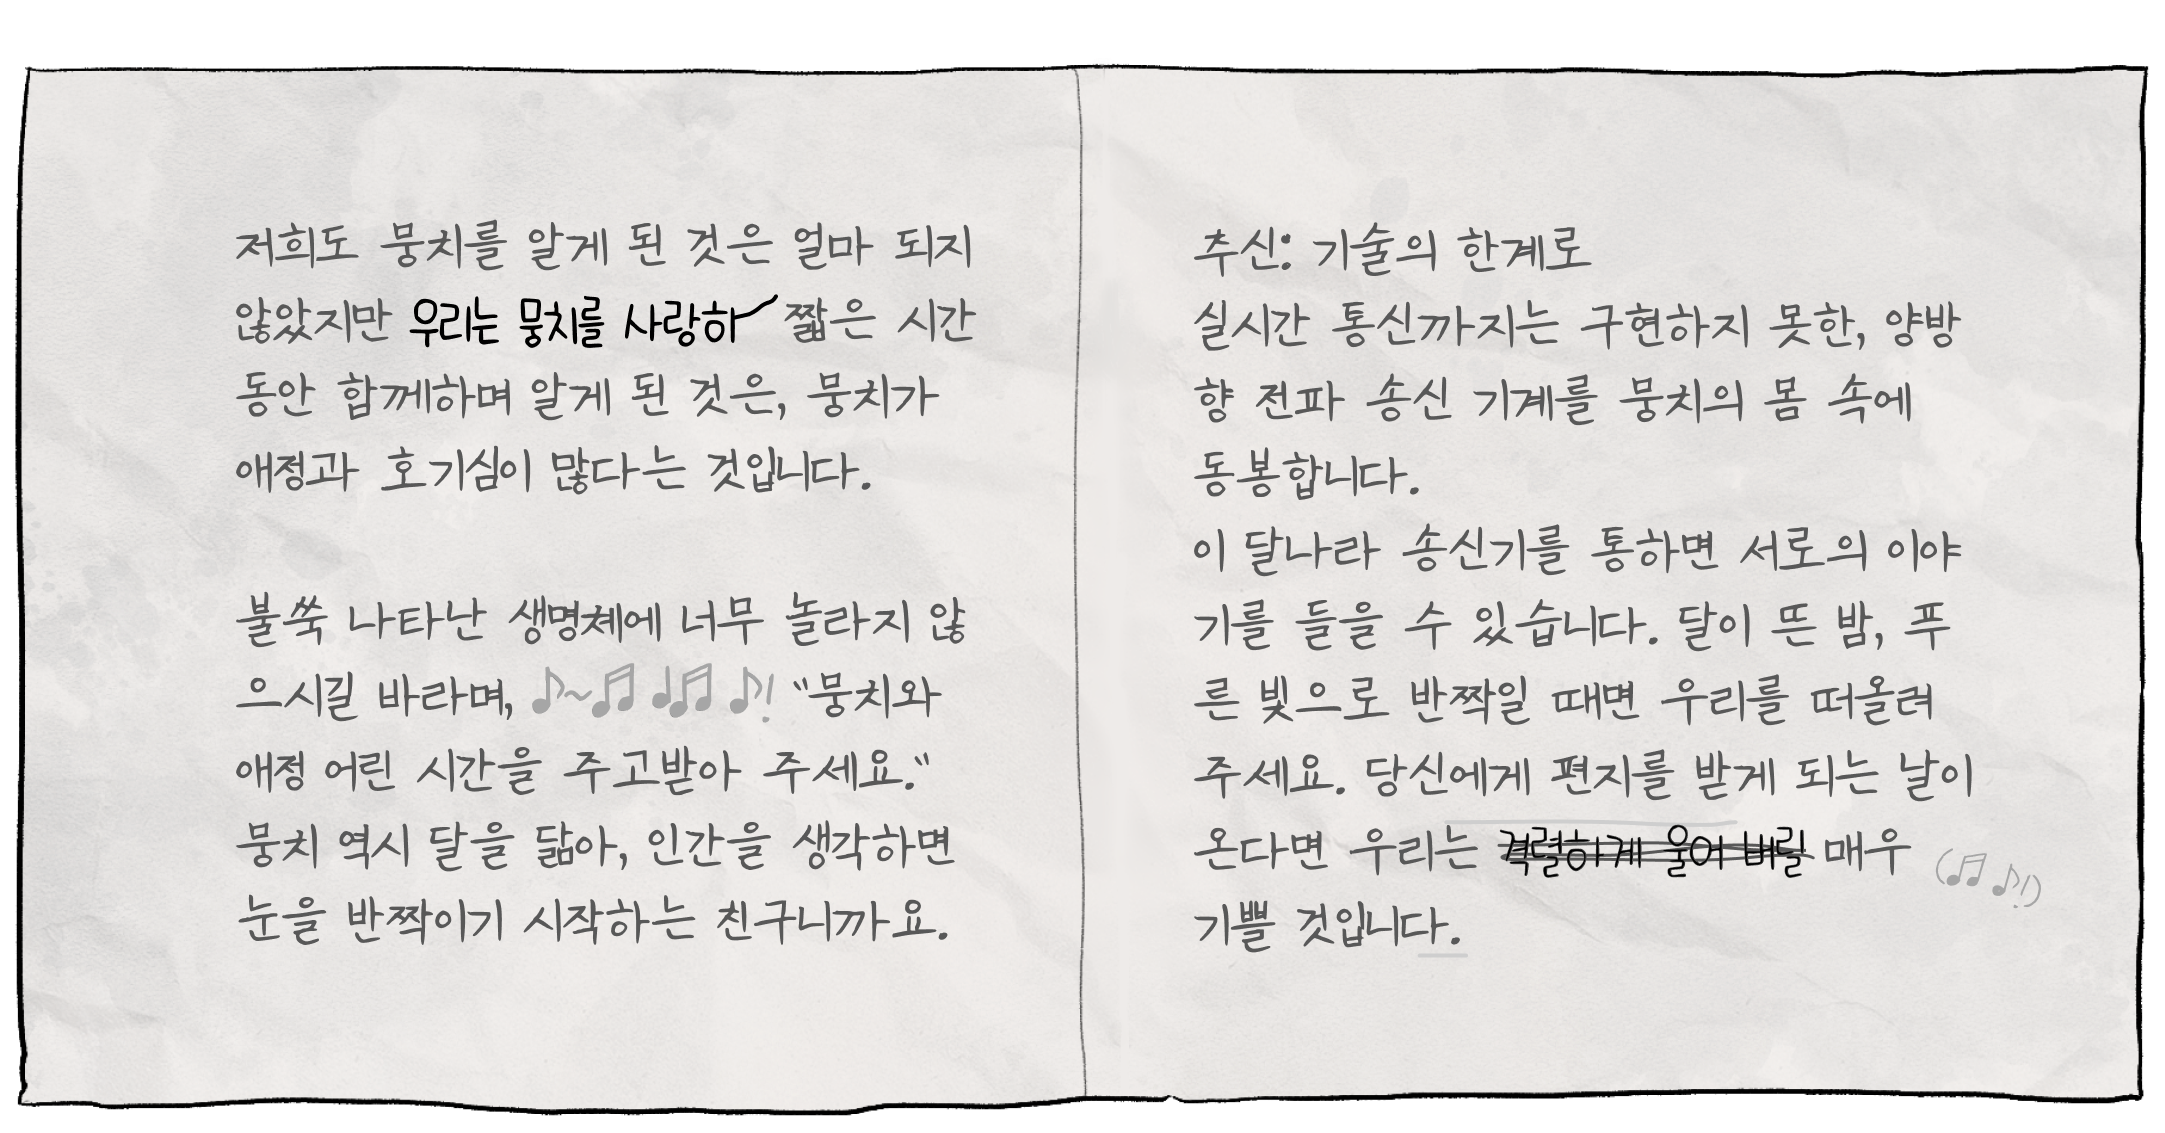 저희도 뭉치를 알게 된 것은 얼마 되지
않았지만 우리는 뭉치를 사랑하 짧은 시간
동안 함께하며 알게 된 것은, 뭉치가
애정과 호기심이 많다는 것입니다.
불쑥 나타난 생명체에 너무 놀라지 않
으시길 바라며, ♪~♬ ♩♬ ♪! "뭉치와
애정 어린 시간을 주고받아 주세요."
뭉치 역시 달을 닮아, 인간을 생각하면
눈을 반짝이기 시작하는 친구니까요.
추신: 기술의 한계로
실시간 통신까지는 구현하지 못한, 양방
향 전파 송신 기계를 뭉치의 몸 속에
동봉합니다.
이 달나라 송신기를 통하면 서로의 이야
기를 들을 수 있습니다. 달이 뜬 밤, 푸
른 빛으로 반짝일 때면 우리를 떠올려
주세요. 당신에게 편지를 받게 되는 날이
온다면 우리는 격렬하게 울어 버릴 매우 (♬ ♪!)
기쁠 것입니다.